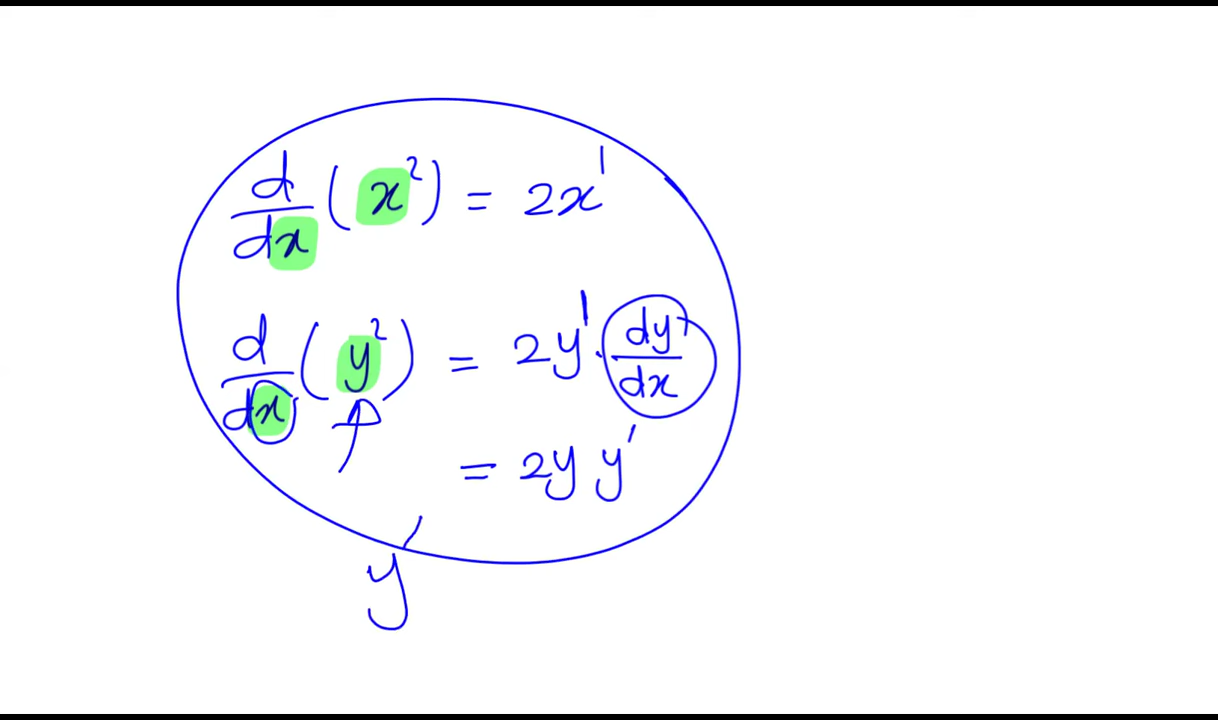 d/dx (x²) = 2x¹
d/dx (y²) = 2y¹ · dy/dx
= 2y y′
y′